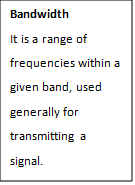 Bandwidth
It is a range of
frequencies within a
given band, used
generally for
transmitting a
signal.